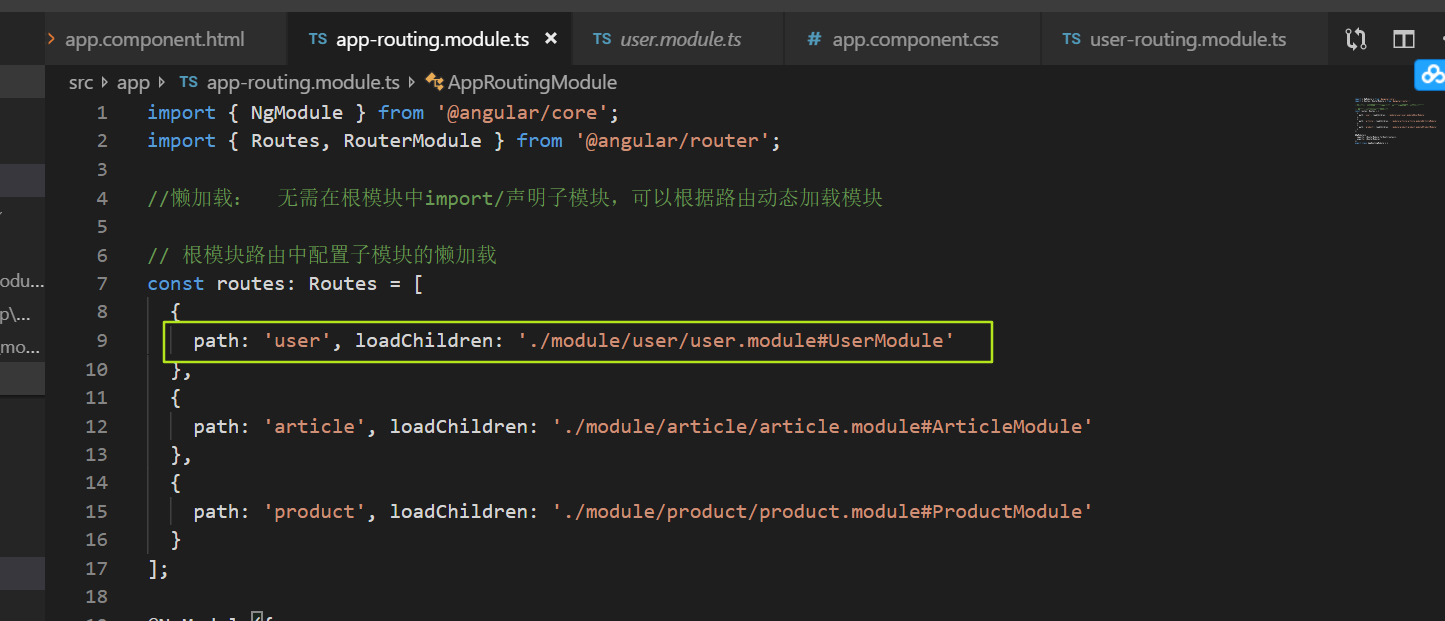 app.component.html TS app-routing.module.ts × TS user.module.ts # app.component.css TS user-routing.module.ts
src app TS app-routing.module.ts AppRoutingModule
1 import { NgModule } from '@angular/core';
2 import { Routes, RouterModule } from '@angular/router';
3
4 //懒加载: 无需在根模块中import/声明子模块，可以根据路由动态加载模块
5
6 // 根模块路由中配置子模块的懒加载
7 const routes: Routes = [
8 {
odu...
9 path: 'user', loadChildren: './module/user/user.module#UserModule'
p\...
10 },
mo...
11 {
12 path: 'article', loadChildren: './module/article/article.module#ArticleModule'
13 },
14 {
15 path: 'product', loadChildren: './module/product/product.module#ProductModule'
16 }
17 ];
18